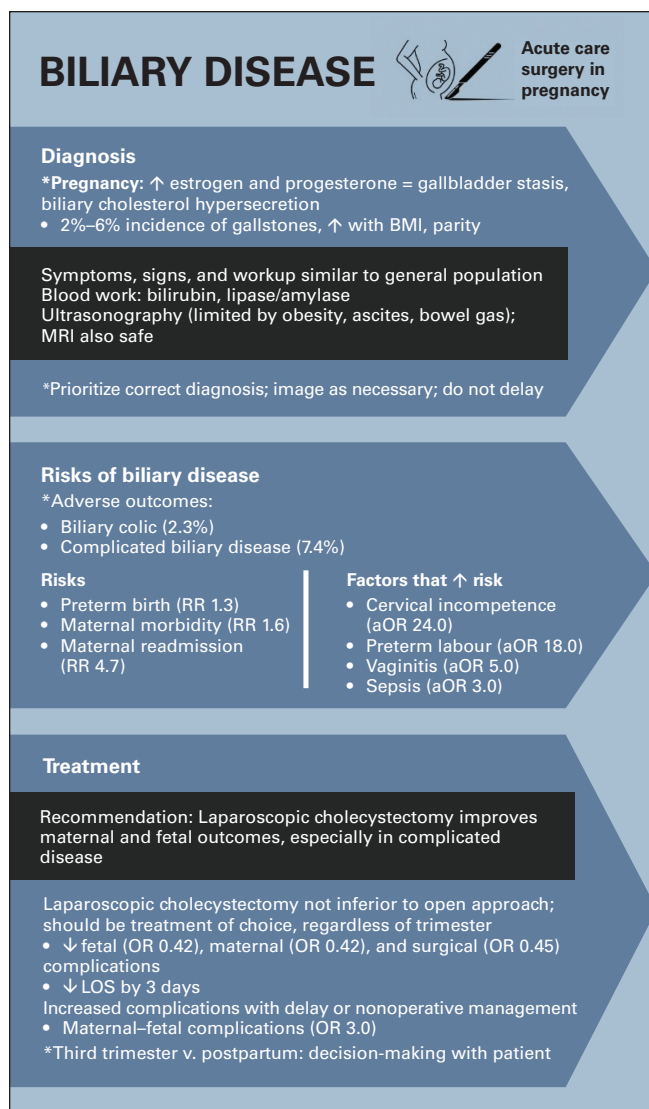 BILIARY DISEASE
Acute care
surgery in
pregnancy
Diagnosis
*Pregnancy: ↑ estrogen and progesterone = gallbladder stasis,
biliary cholesterol hypersecretion
• 2%–6% incidence of gallstones, ↑ with BMI, parity
Symptoms, signs, and workup similar to general population
Blood work: bilirubin, lipase/amylase
Ultrasonography (limited by obesity, ascites, bowel gas);
MRI also safe
*Prioritize correct diagnosis; image as necessary; do not delay
Risks of biliary disease
*Adverse outcomes:
• Biliary colic (2.3%)
• Complicated biliary disease (7.4%)
Risks
• Preterm birth (RR 1.3)
• Maternal morbidity (RR 1.6)
• Maternal readmission
(RR 4.7)
Factors that ↑ risk
• Cervical incompetence
(aOR 24.0)
• Preterm labour (aOR 18.0)
• Vaginitis (aOR 5.0)
• Sepsis (aOR 3.0)
Treatment
Recommendation: Laparoscopic cholecystectomy improves
maternal and fetal outcomes, especially in complicated
disease
Laparoscopic cholecystectomy not inferior to open approach;
should be treatment of choice, regardless of trimester
• ↓ fetal (OR 0.42), maternal (OR 0.42), and surgical (OR 0.45)
complications
• ↓ LOS by 3 days
Increased complications with delay or nonoperative management
• Maternal–fetal complications (OR 3.0)
*Third trimester v. postpartum: decision-making with patient